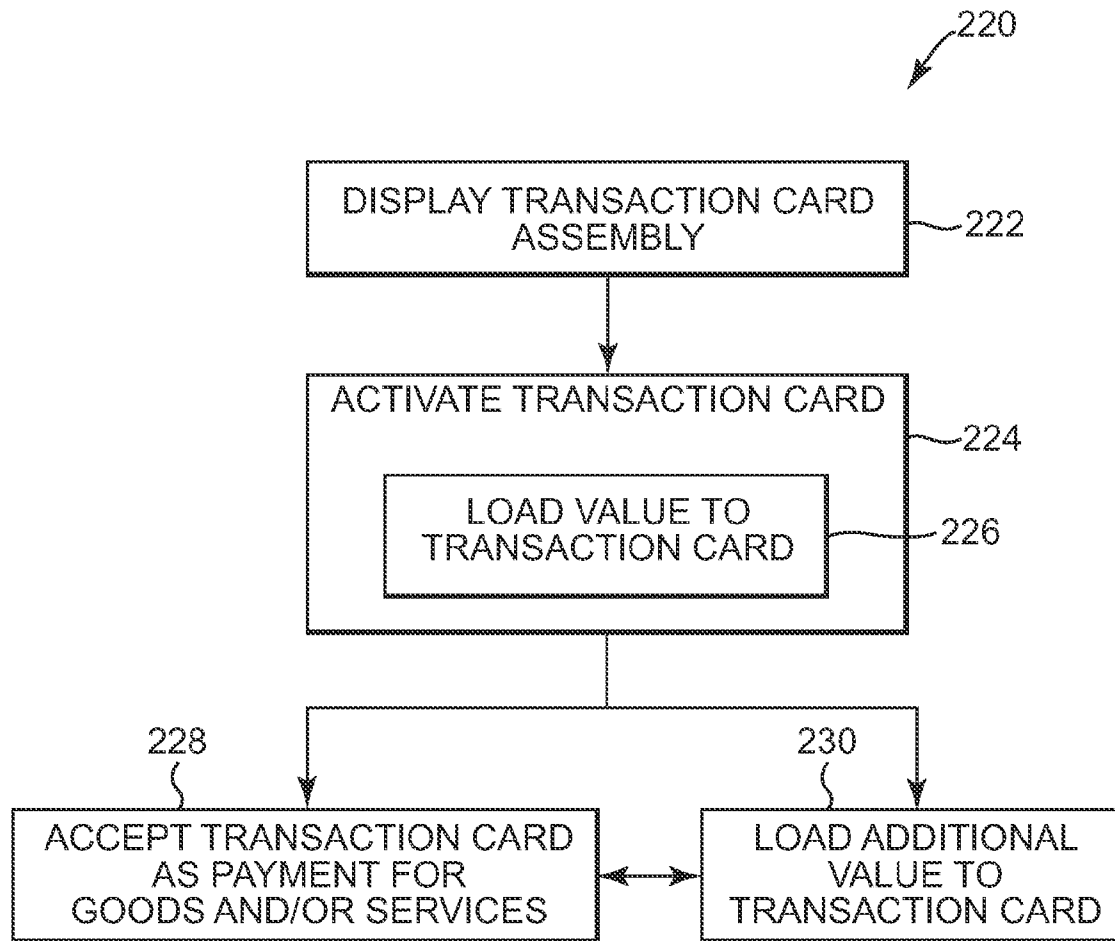 220
DISPLAY TRANSACTION CARD
ASSEMBLY
222
ACTIVATE TRANSACTION CARD
224
LOAD VALUE TO
TRANSACTION CARD
226
228
230
ACCEPT TRANSACTION CARD
AS PAYMENT FOR
GOODS AND/OR SERVICES
LOAD ADDITIONAL
VALUE TO
TRANSACTION CARD